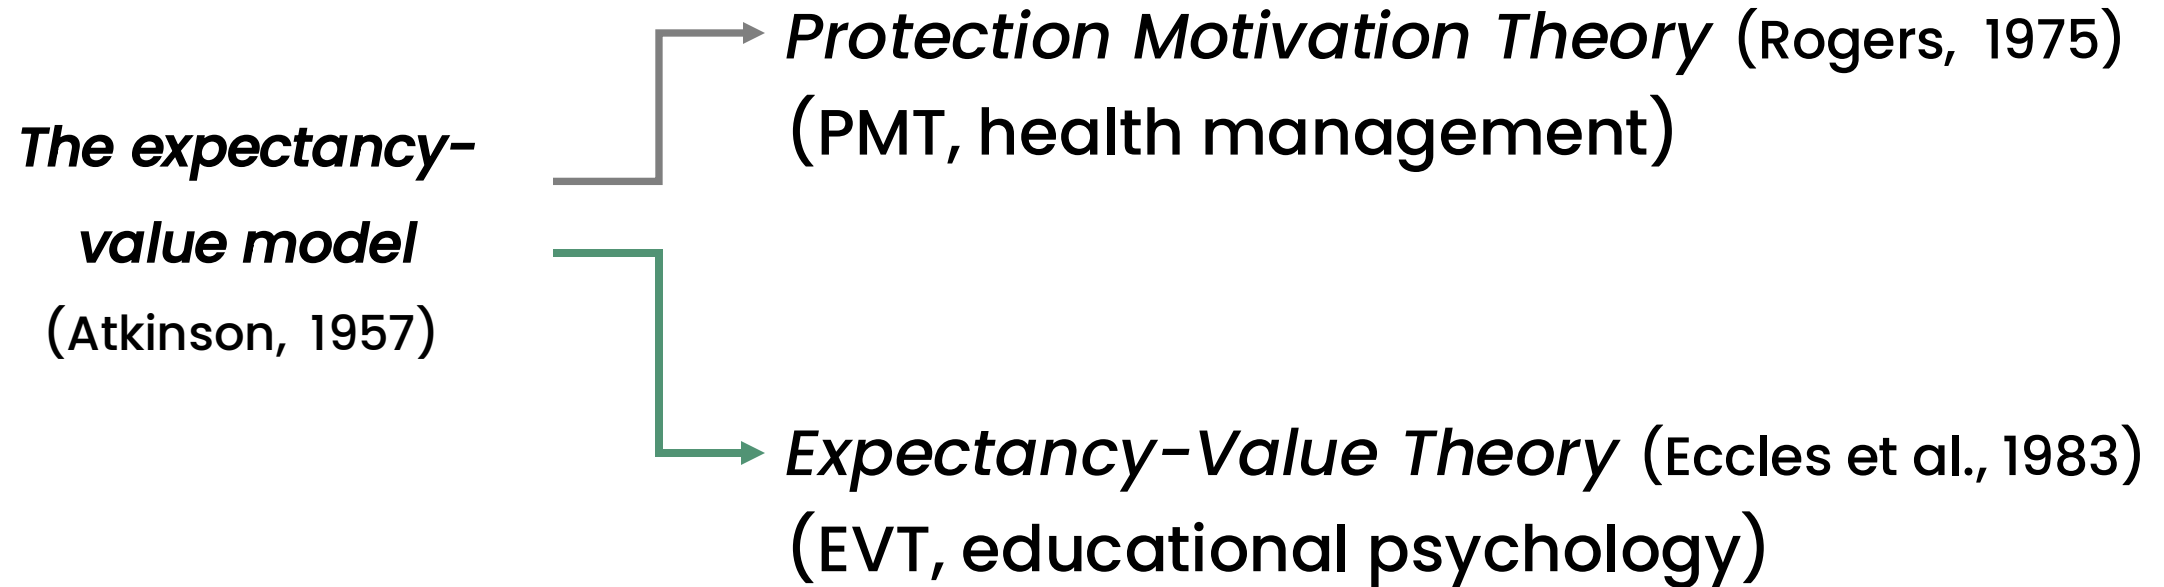 The expectancy-
value model
(Atkinson, 1957)
Protection Motivation Theory (Rogers, 1975)
(PMT, health management)
Expectancy-Value Theory (Eccles et al., 1983)
(EVT, educational psychology)